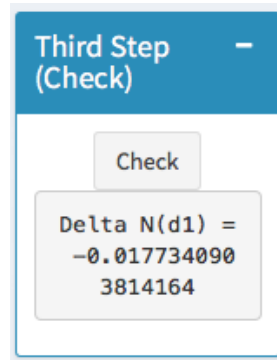 Third Step –
(Check)
Check
Delta N(d1) =
-0.017734090
3814164